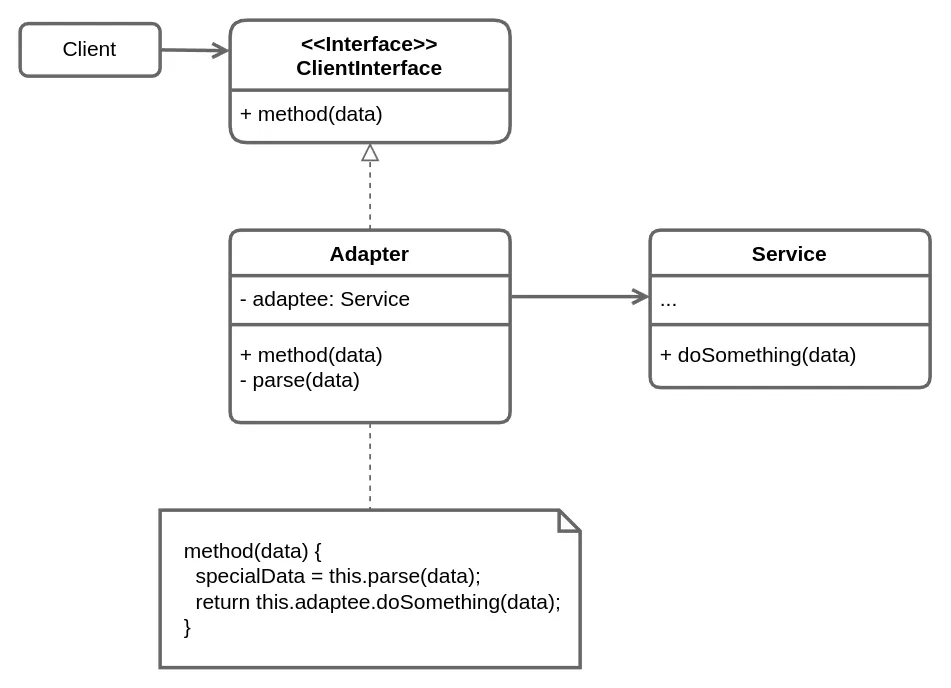 Client
<<Interface>>
ClientInterface
+ method(data)
Adapter
- adaptee: Service
+ method(data)
- parse(data)
Service
...
+ doSomething(data)
method(data) {
specialData = this.parse(data);
return this.adaptee.doSomething(data);
}